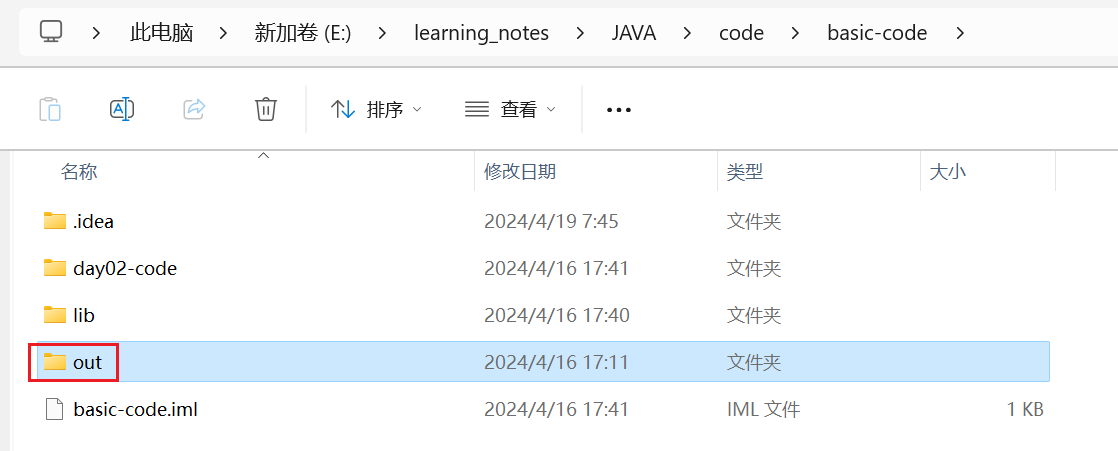 此电脑 > 新加卷 (E:) > learning_notes > JAVA > code > basic-code >
排序 查看
名称 修改日期 类型 大小
.idea 2024/4/19 7:45 文件夹
day02-code 2024/4/16 17:41 文件夹
lib 2024/4/16 17:40 文件夹
out 2024/4/16 17:11 文件夹
basic-code.iml 2024/4/16 17:41 IML 文件 1 KB